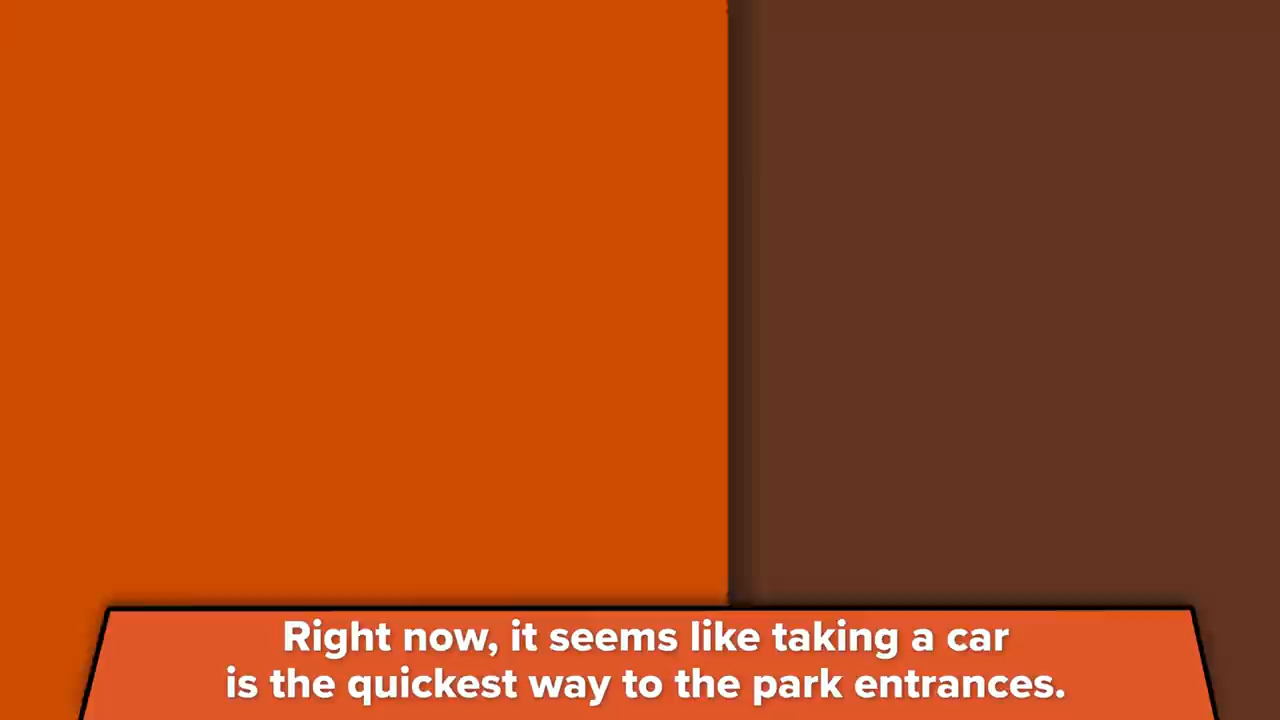 Right now, it seems like taking a car
is the quickest way to the park entrances.